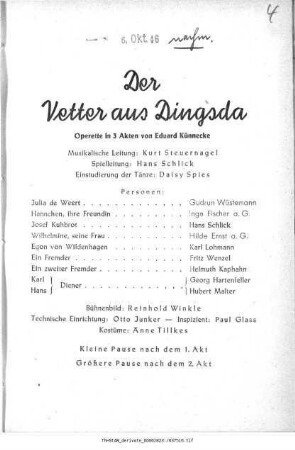 4
6. Okt. 46 nachm.
Der
Vetter aus Dingsda
Operette in 3 Akten von Eduard Künnecke
Musikalische Leitung: Kurt Steuernagel
Spielleitung: Hans Schlick
Einstudierung der Tänze: Daisy Spies
Personen:
Julia de Weert . . . . . . . . . . Gudrun Wüstemann
Hannchen, ihre Freundin . . . . . . . Inge Fischer a. G.
Josef Kuhbrot . . . . . . . . . . Hans Schlick
Wilhelmine, seine Frau . . . . . . . . Hilde Ernst a. G.
Egon von Wildenhagen . . . . . . . . Karl Lohmann
Ein Fremder . . . . . . . . . . . Fritz Wenzel
Ein zweiter Fremder . . . . . . . . . Helmuth Kaphahn
Karl } Diener . . . . . . . . . . Georg Hartenfeller
Hans } Hubert Malter
Bühnenbild: Reinhold Winkle
Technische Einrichtung: Otto Junker — Inspizient: Paul Glass
Kostüme: Anne Tillkes
Kleine Pause nach dem 1. Akt
Größere Pause nach dem 2. Akt